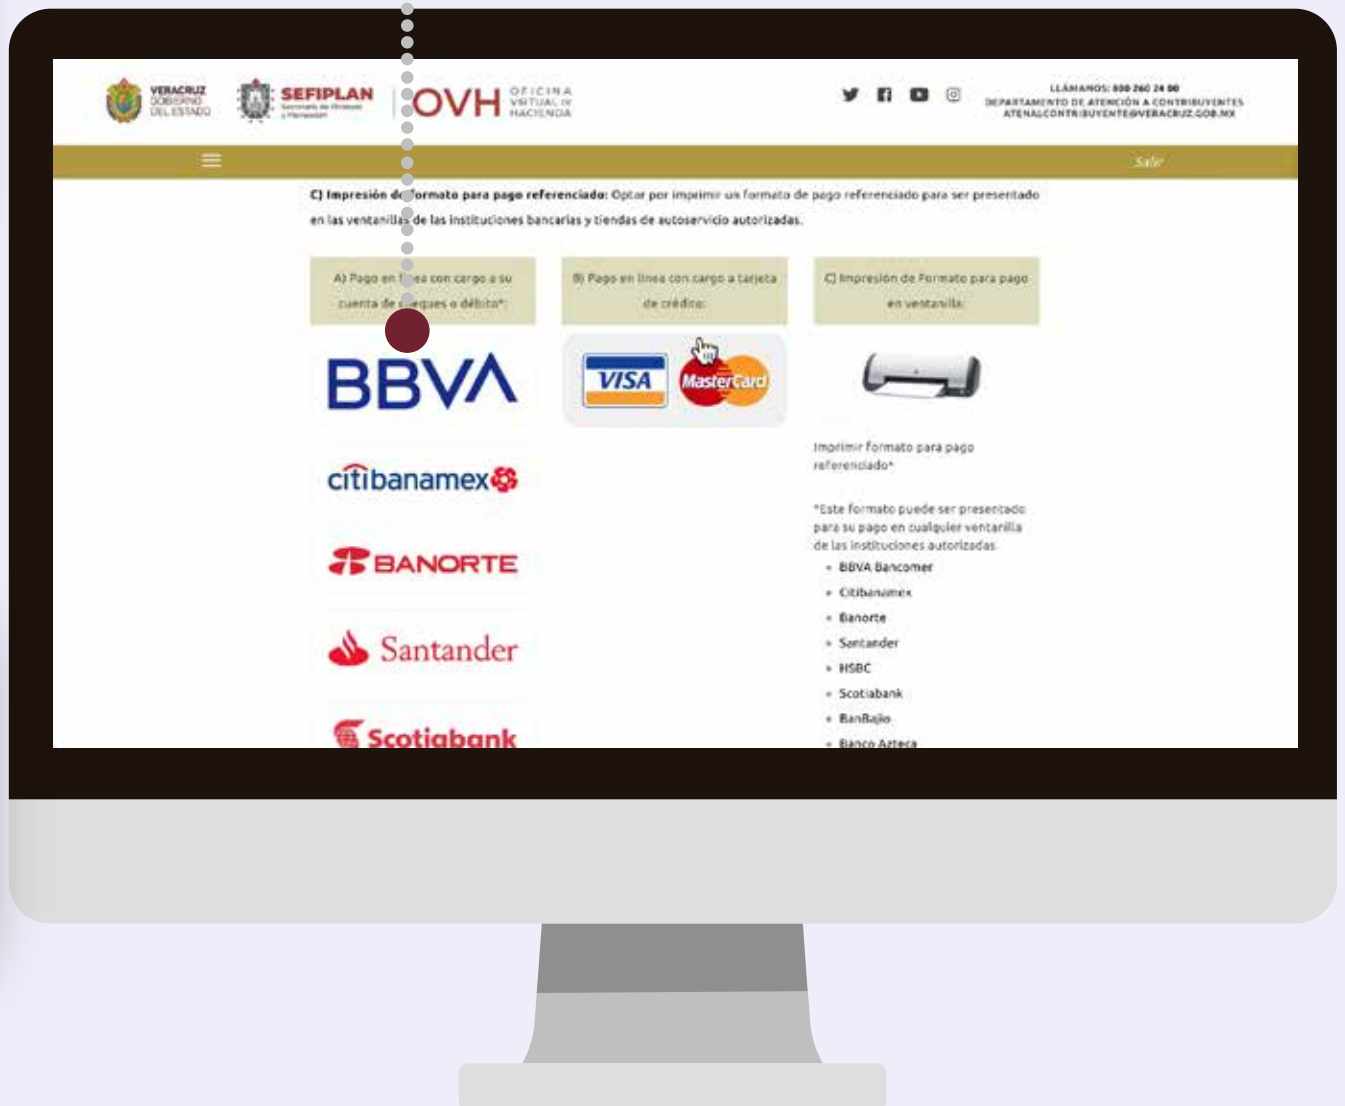 VERACRUZ
GOBIERNO
DEL ESTADO
SEFIPLAN
Secretaría de Finanzas
y Planeación
OVH
OFICINA
VIRTUAL DE
HACIENDA
LLÁMANOS: 800 260 24 00
DEPARTAMENTO DE ATENCIÓN A CONTRIBUYENTES
ATENALCONTRIBUYENTE@VERACRUZ.GOB.MX
Salir
C) Impresión de formato para pago referenciado: Optar por imprimir un formato de pago referenciado para ser presentado
en las ventanillas de las instituciones bancarias y tiendas de autoservicio autorizadas.
A) Pago en línea con cargo a su
cuenta de cheques o débito*:
B) Pago en línea con cargo a tarjeta
de crédito:
C) Impresión de Formato para pago
en ventanilla:
BBVA
VISA
MasterCard
citibanamex
BANORTE
Santander
Scotiabank
Imprimir formato para pago
referenciado*
*Este formato puede ser presentado
para su pago en cualquier ventanilla
de las instituciones autorizadas
BBVA Bancomer
Citibanamex
Banorte
Santander
HSBC
Scotiabank
BanBajio
Banco Azteca